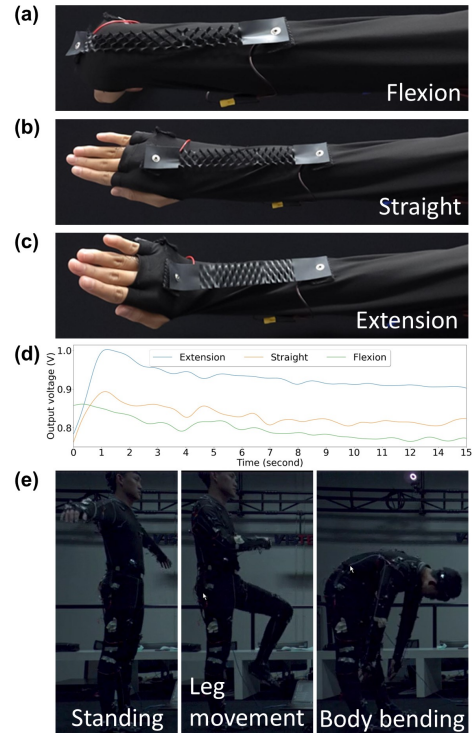 (a)
Flexion
(b)
Straight
(c)
Extension
(d)
Output voltage (V)
1.0
0.9
0.8
Extension Straight Flexion
0 1 2 3 4 5 6 7 8 9 10 11 12 13 14 15
Time (second)
(e)
Standing
Leg
movement
Body bending